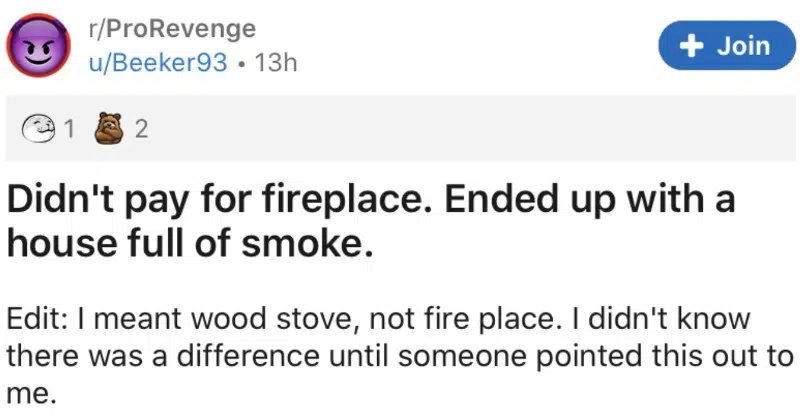 r/ProRevenge
u/Beeker93 • 13h
+ Join
1 2
Didn't pay for fireplace. Ended up with a
house full of smoke.
Edit: I meant wood stove, not fire place. I didn't know
there was a difference until someone pointed this out to
me.